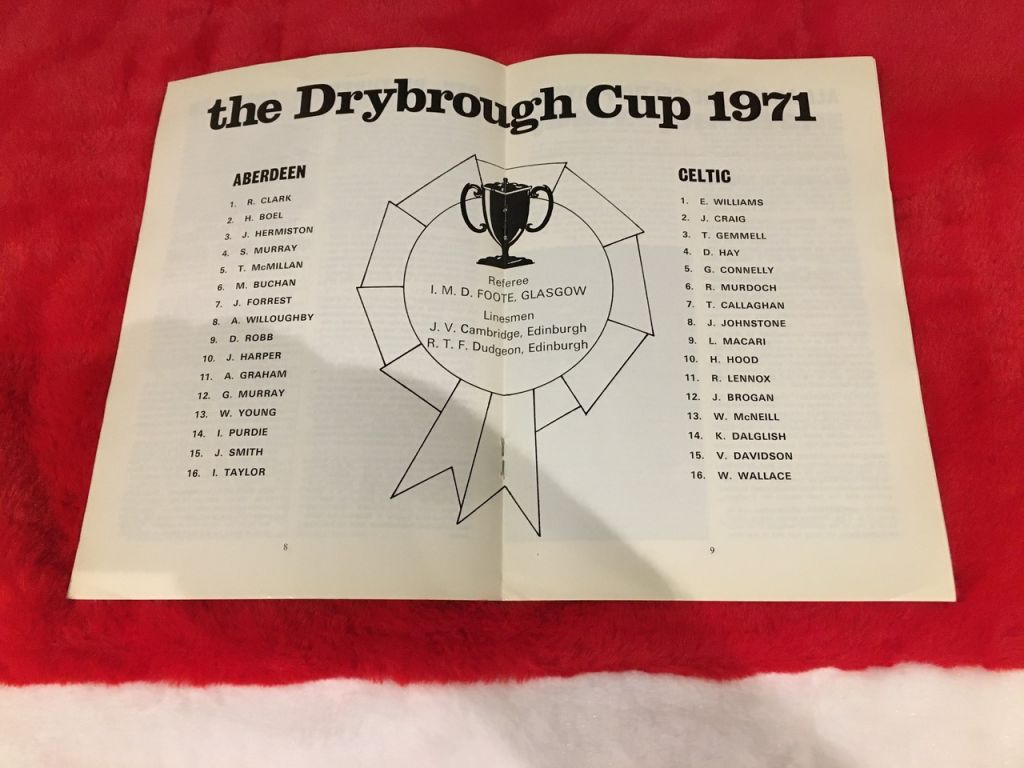 the Drybrough Cup 1971
ABERDEEN
1. R. CLARK
2. H. BOEL
3. J. HERMISTON
4. S. MURRAY
5. T. McMILLAN
6. M. BUCHAN
7. J. FORREST
8. A. WILLOUGHBY
9. D. ROBB
10. J. HARPER
11. A. GRAHAM
12. G. MURRAY
13. W. YOUNG
14. I. PURDIE
15. J. SMITH
16. I. TAYLOR
8
Referee
I. M. D. FOOTE, GLASGOW
Linesmen
J. V. Cambridge, Edinburgh
R. T. F. Dudgeon, Edinburgh
CELTIC
1. E. WILLIAMS
2. J. CRAIG
3. T. GEMMELL
4. D. HAY
5. G. CONNELLY
6. R. MURDOCH
7. T. CALLAGHAN
8. J. JOHNSTONE
9. L. MACARI
10. H. HOOD
11. R. LENNOX
12. J. BROGAN
13. W. McNEILL
14. K. DALGLISH
15. V. DAVIDSON
16. W. WALLACE
9